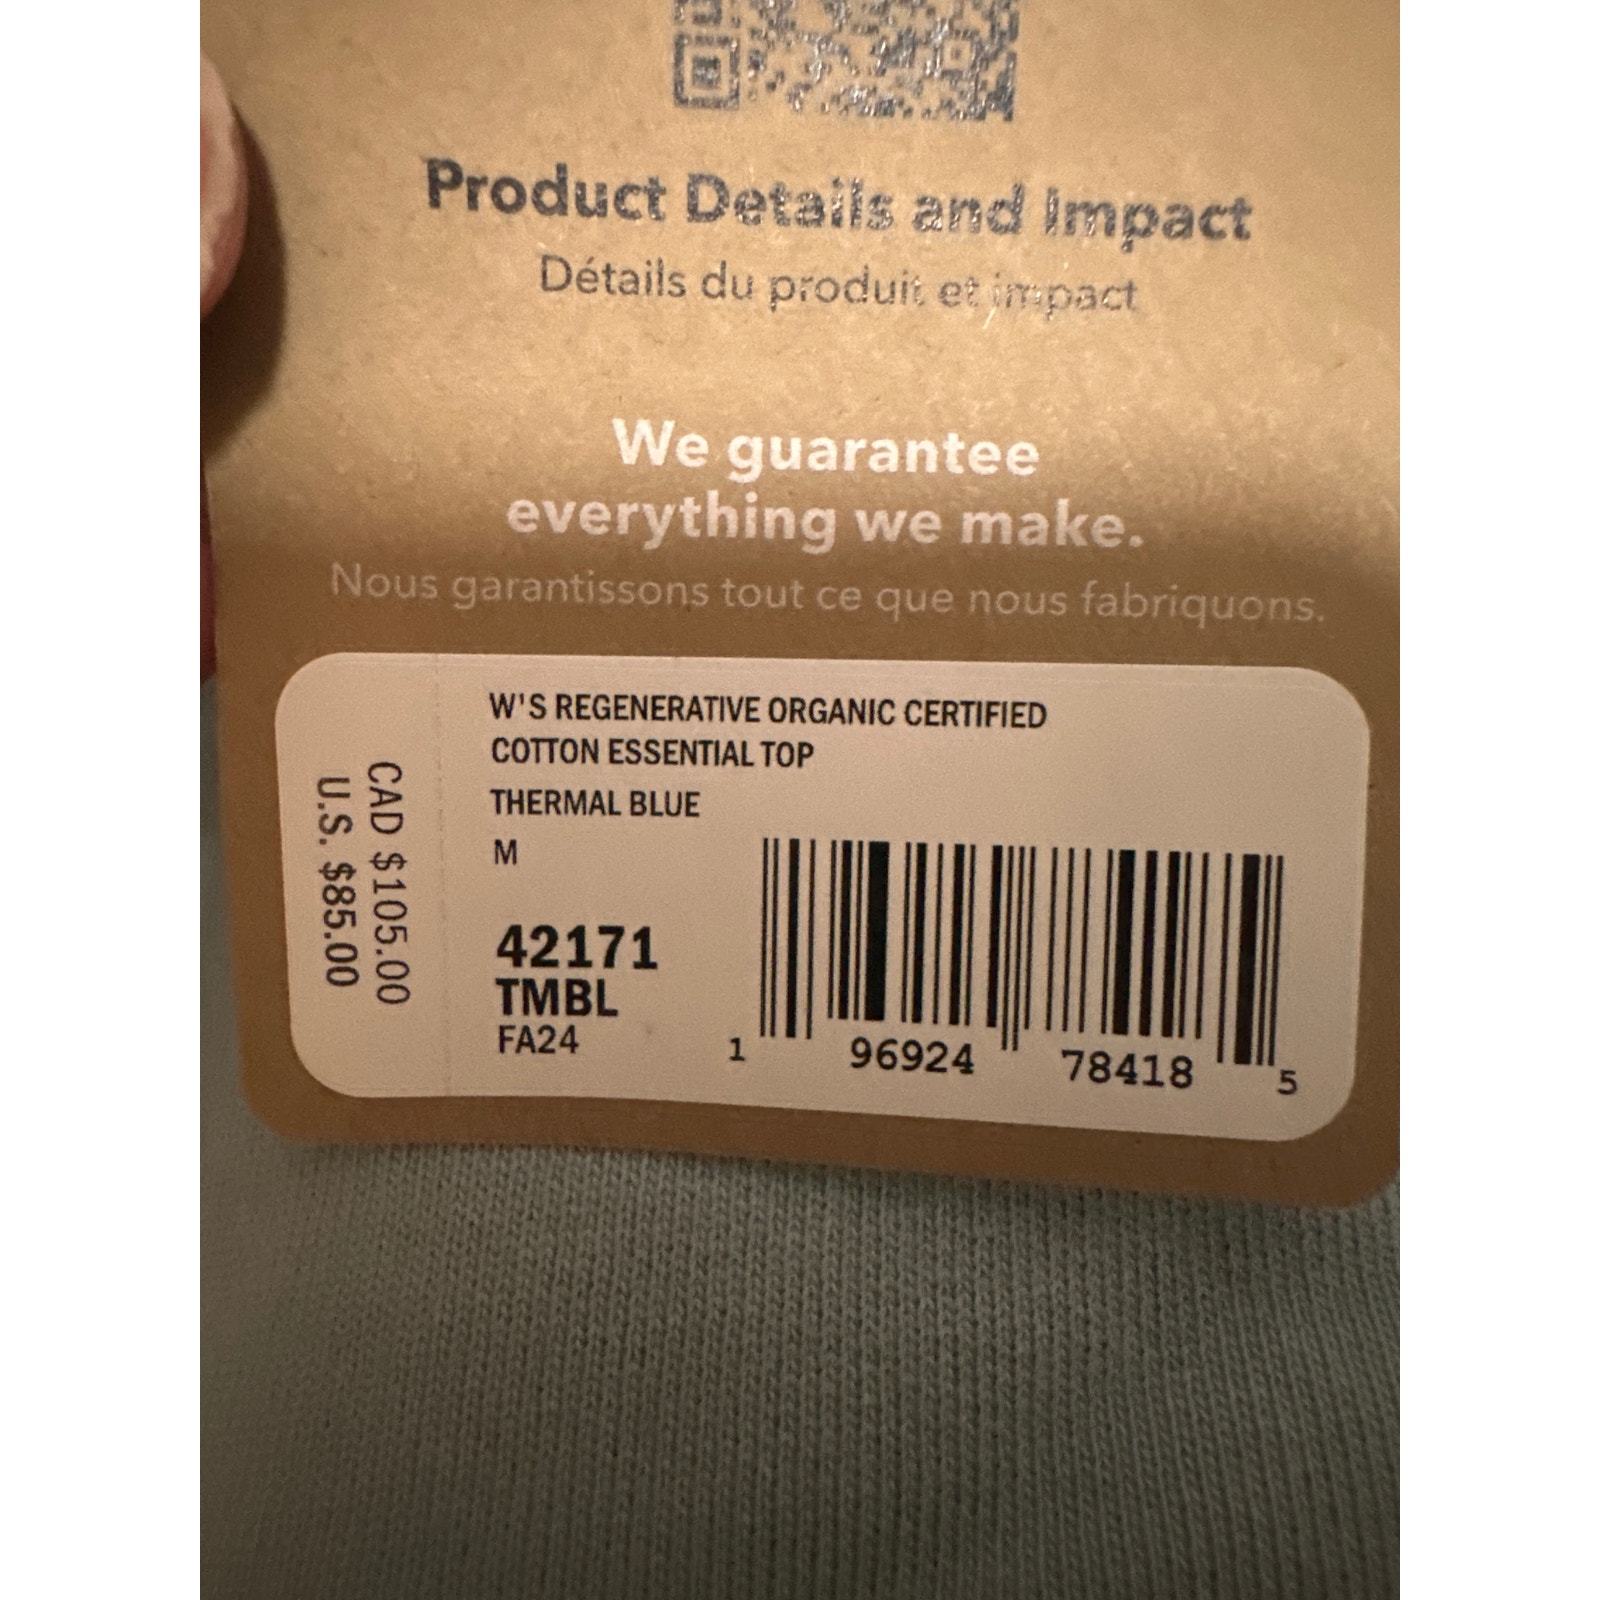 Product Details and Impact
Détails du produit et impact
We guarantee
everything we make.
Nous garantissons tout ce que nous fabriquons.
CAD $105.00
U.S. $85.00
W'S REGENERATIVE ORGANIC CERTIFIED
COTTON ESSENTIAL TOP
THERMAL BLUE
M
42171
TMBL
FA24
1 96924 78418 5